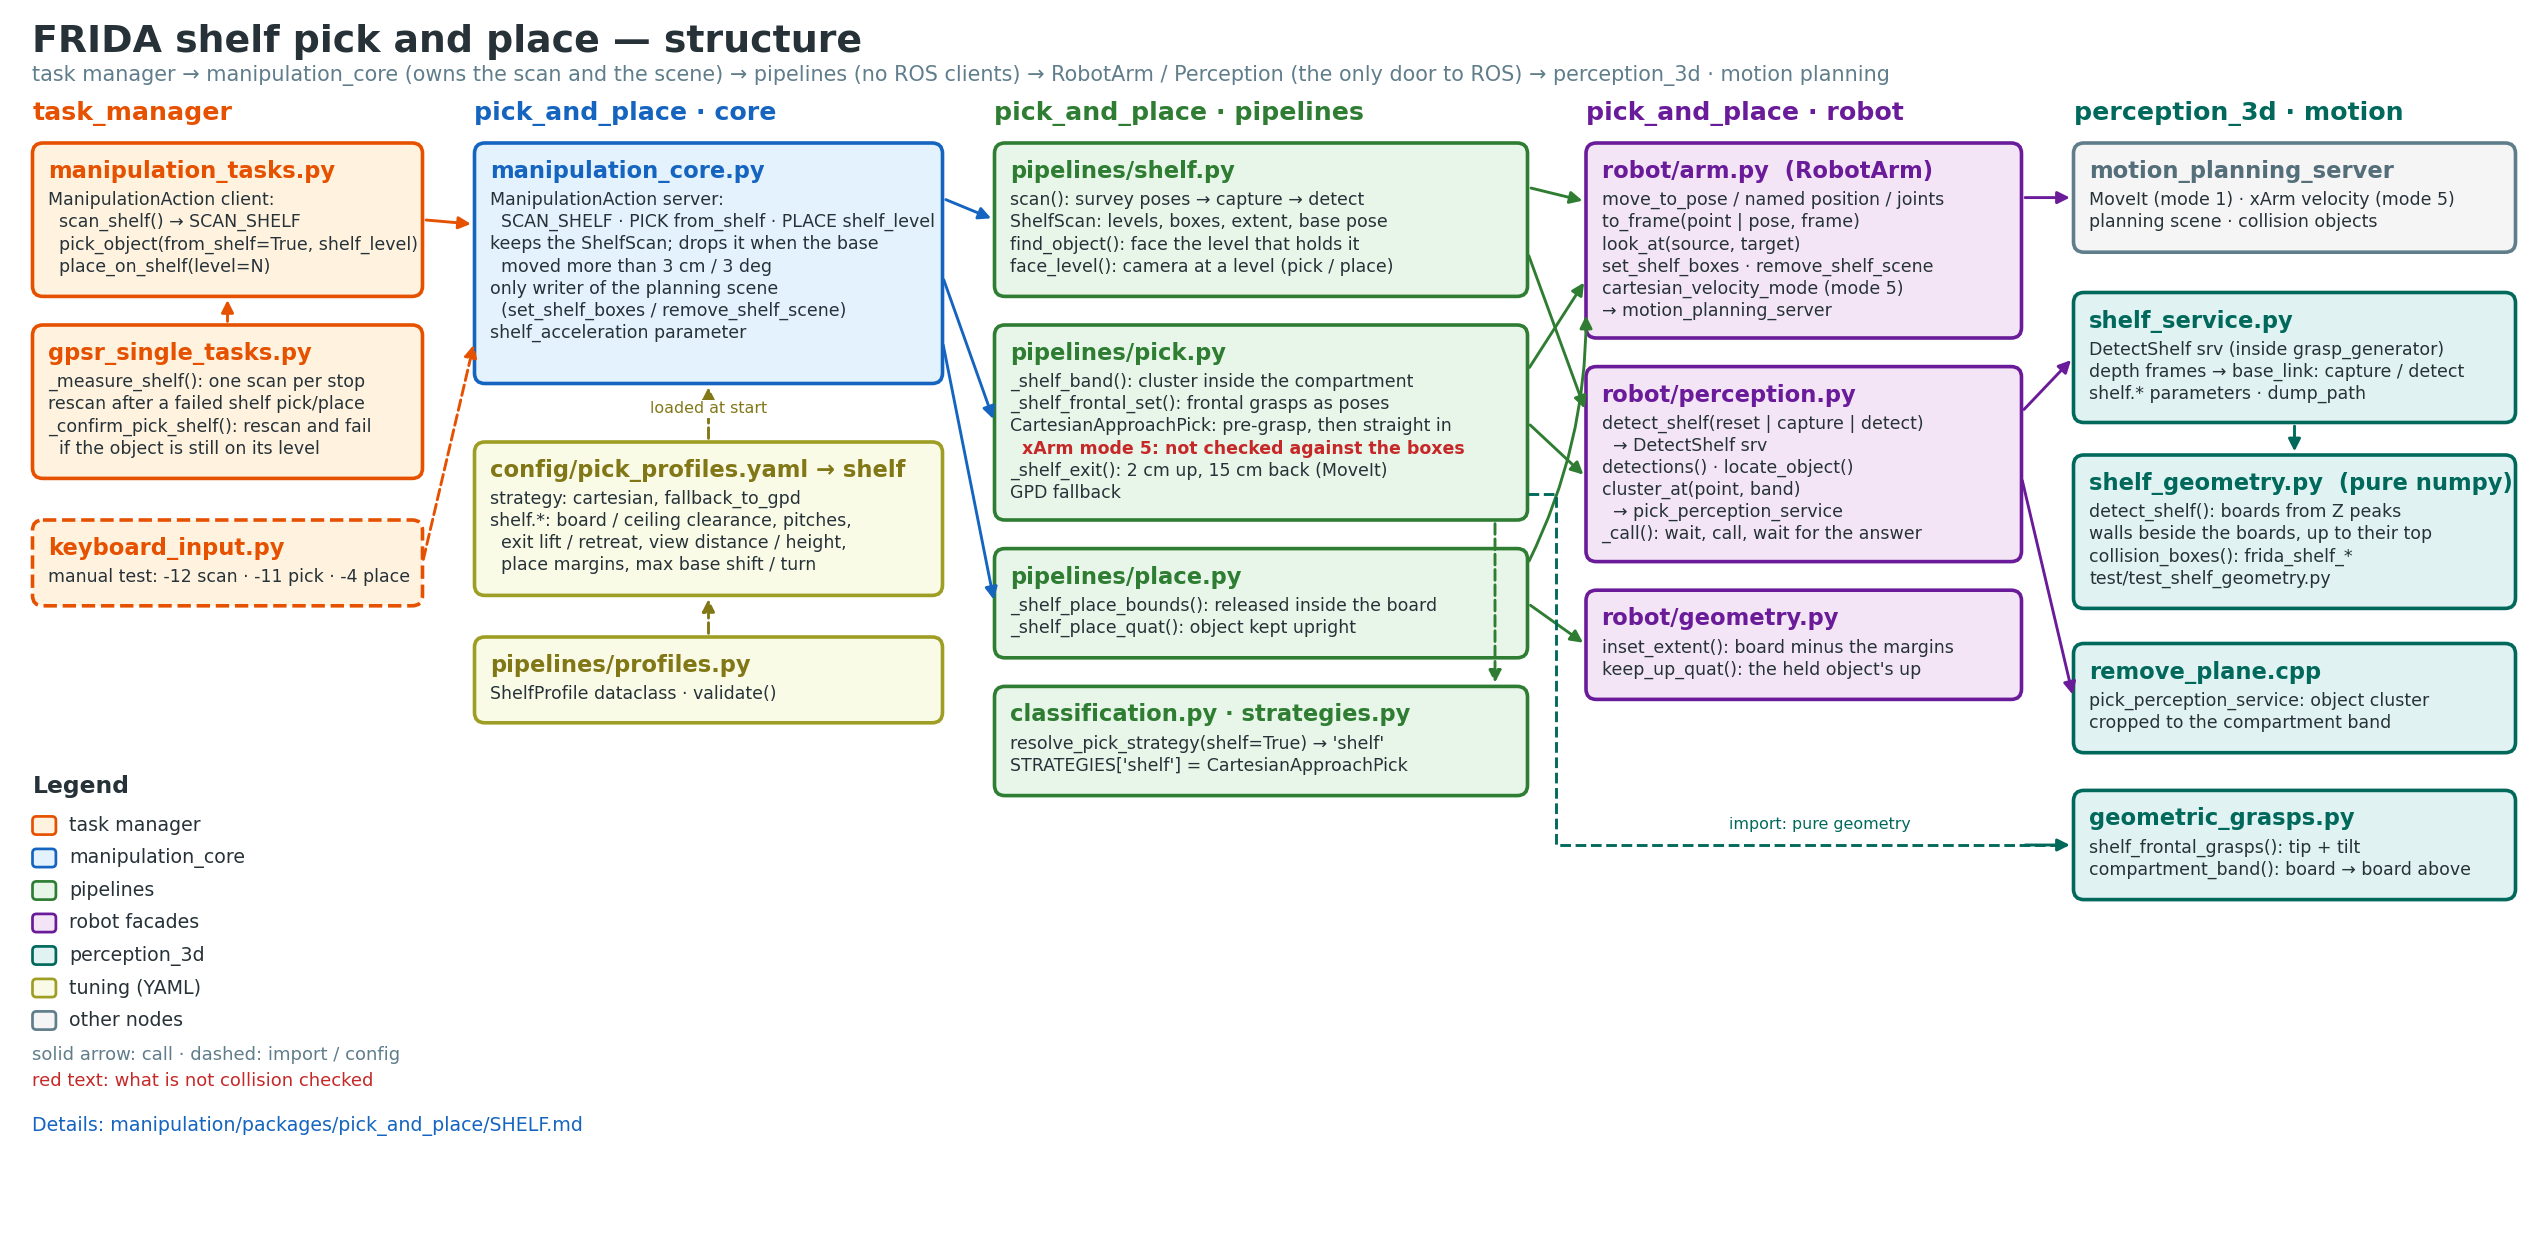 FRIDA shelf pick and place — structure
task manager → manipulation_core (owns the scan and the scene) → pipelines (no ROS clients) → RobotArm / Perception (the only door to ROS) → perception_3d · motion planning
task_manager
manipulation_tasks.py
ManipulationAction client:
scan_shelf() → SCAN_SHELF
pick_object(from_shelf=True, shelf_level)
place_on_shelf(level=N)
gpsr_single_tasks.py
_measure_shelf(): one scan per stop
rescan after a failed shelf pick/place
_confirm_pick_shelf(): rescan and fail
if the object is still on its level
keyboard_input.py
manual test: -12 scan · -11 pick · -4 place
pick_and_place · core
manipulation_core.py
ManipulationAction server:
SCAN_SHELF · PICK from_shelf · PLACE shelf_level
keeps the ShelfScan; drops it when the base
moved more than 3 cm / 3 deg
only writer of the planning scene
(set_shelf_boxes / remove_shelf_scene)
shelf_acceleration parameter
loaded at start
config/pick_profiles.yaml → shelf
strategy: cartesian, fallback_to_gpd
shelf.*: board / ceiling clearance, pitches,
exit lift / retreat, view distance / height,
place margins, max base shift / turn
pipelines/profiles.py
ShelfProfile dataclass · validate()
pick_and_place · pipelines
pipelines/shelf.py
scan(): survey poses → capture → detect
ShelfScan: levels, boxes, extent, base pose
find_object(): face the level that holds it
face_level(): camera at a level (pick / place)
pipelines/pick.py
_shelf_band(): cluster inside the compartment
_shelf_frontal_set(): frontal grasps as poses
CartesianApproachPick: pre-grasp, then straight in
xArm mode 5: not checked against the boxes
_shelf_exit(): 2 cm up, 15 cm back (MoveIt)
GPD fallback
pipelines/place.py
_shelf_place_bounds(): released inside the board
_shelf_place_quat(): object kept upright
classification.py · strategies.py
resolve_pick_strategy(shelf=True) → 'shelf'
STRATEGIES['shelf'] = CartesianApproachPick
pick_and_place · robot
robot/arm.py (RobotArm)
move_to_pose / named position / joints
to_frame(point | pose, frame)
look_at(source, target)
set_shelf_boxes · remove_shelf_scene
cartesian_velocity_mode (mode 5)
→ motion_planning_server
robot/perception.py
detect_shelf(reset | capture | detect)
→ DetectShelf srv
detections() · locate_object()
cluster_at(point, band)
→ pick_perception_service
_call(): wait, call, wait for the answer
robot/geometry.py
inset_extent(): board minus the margins
keep_up_quat(): the held object's up
import: pure geometry
perception_3d · motion
motion_planning_server
MoveIt (mode 1) · xArm velocity (mode 5)
planning scene · collision objects
shelf_service.py
DetectShelf srv (inside grasp_generator)
depth frames → base_link: capture / detect
shelf.* parameters · dump_path
shelf_geometry.py (pure numpy)
detect_shelf(): boards from Z peaks
walls beside the boards, up to their top
collision_boxes(): frida_shelf_*
test/test_shelf_geometry.py
remove_plane.cpp
pick_perception_service: object cluster
cropped to the compartment band
geometric_grasps.py
shelf_frontal_grasps(): tip + tilt
compartment_band(): board → board above
Legend
task manager
manipulation_core
pipelines
robot facades
perception_3d
tuning (YAML)
other nodes
solid arrow: call · dashed: import / config
red text: what is not collision checked
Details: manipulation/packages/pick_and_place/SHELF.md